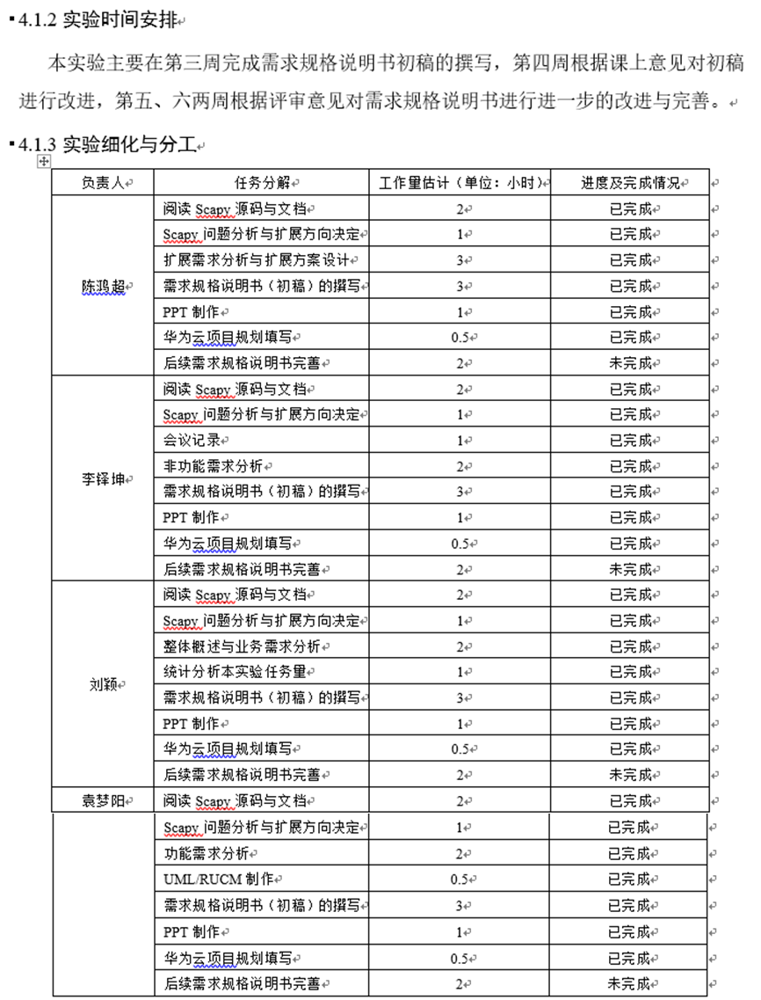 4.1.2 实验时间安排
本实验主要在第三周完成需求规格说明书初稿的撰写，第四周根据课上意见对初稿
进行改进，第五、六两周根据评审意见对需求规格说明书进行进一步的改进与完善。
4.1.3 实验细化与分工
负责人 任务分解 工作量估计（单位：小时） 进度及完成情况
阅读 Scapy 源码与文档 2 已完成
Scapy 问题分析与扩展方向决定 1 已完成
扩展需求分析与扩展方案设计 3 已完成
陈鸿超 需求规格说明书（初稿）的撰写 3 已完成
PPT 制作 1 已完成
华为云项目规划填写 0.5 已完成
后续需求规格说明书完善 2 未完成
阅读 Scapy 源码与文档 2 已完成
Scapy 问题分析与扩展方向决定 1 已完成
会议记录 1 已完成
李铎坤 非功能需求分析 2 已完成
需求规格说明书（初稿）的撰写 3 已完成
PPT 制作 1 已完成
华为云项目规划填写 0.5 已完成
后续需求规格说明书完善 2 未完成
阅读 Scapy 源码与文档 2 已完成
Scapy 问题分析与扩展方向决定 1 已完成
整体概述与业务需求分析 2 已完成
刘颖 统计分析本实验任务量 1 已完成
需求规格说明书（初稿）的撰写 3 已完成
PPT 制作 1 已完成
华为云项目规划填写 0.5 已完成
后续需求规格说明书完善 2 未完成
袁梦阳 阅读 Scapy 源码与文档 2 已完成
Scapy 问题分析与扩展方向决定 1 已完成
功能需求分析 2 已完成
UML/RUCM 制作 0.5 已完成
需求规格说明书（初稿）的撰写 3 已完成
PPT 制作 1 已完成
华为云项目规划填写 0.5 已完成
后续需求规格说明书完善 2 未完成